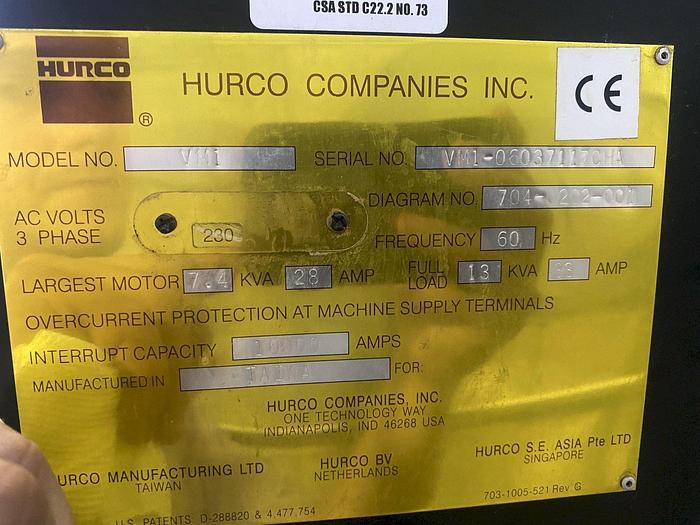 CSA STD C22.2 NO. 73
HURCO
®
HURCO COMPANIES INC.
CE
MODEL NO. VM1
SERIAL NO.
DIAGRAM NO.
AC VOLTS
3 PHASE
230
FREQUENCY 60 Hz
LARGEST MOTOR 7.4 KVA 28 AMP
FULL
LOAD 13 KVA AMP
OVERCURRENT PROTECTION AT MACHINE SUPPLY TERMINALS
INTERRUPT CAPACITY AMPS
MANUFACTURED IN FOR:
HURCO COMPANIES, INC.
ONE TECHNOLOGY WAY
INDIANAPOLIS, IND 46268 USA
HURCO MANUFACTURING LTD
TAIWAN
HURCO BV
NETHERLANDS
HURCO S.E. ASIA Pte LTD
SINGAPORE
U.S. PATENTS D-288820 & 4,477,754
703-1005-521 Rev. G